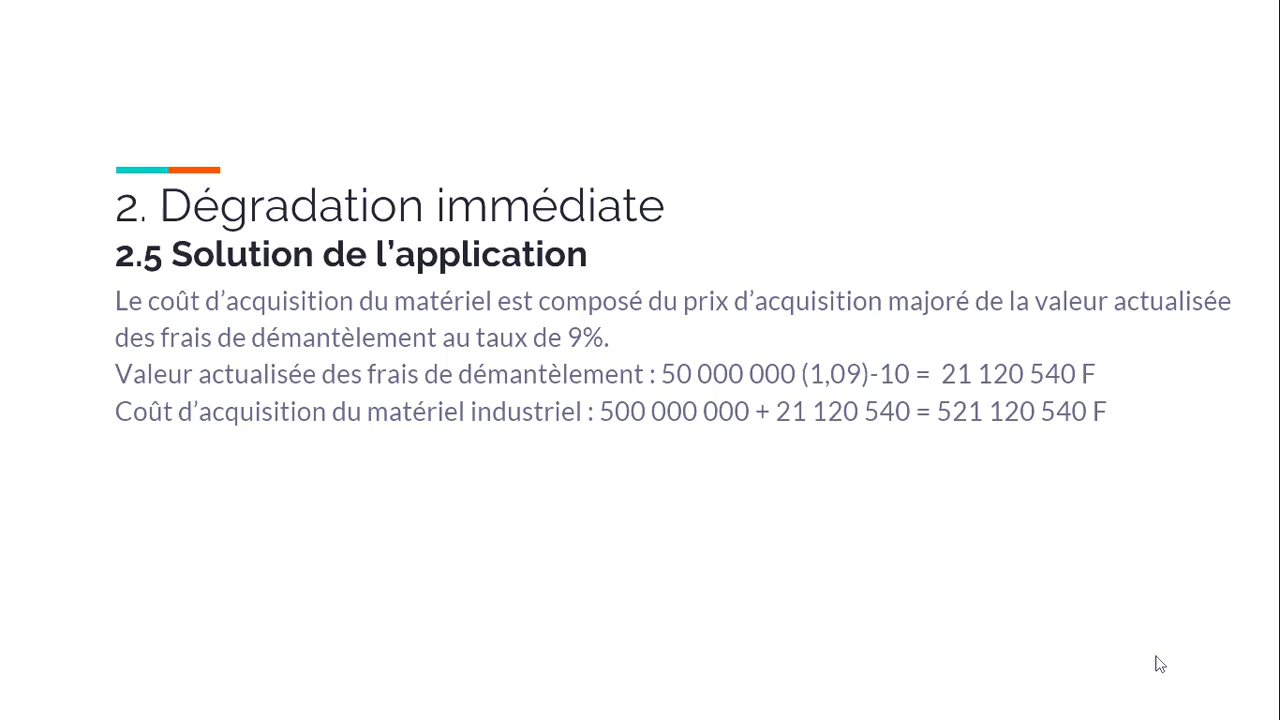 2. Dégradation immédiate
2.5 Solution de l’application
Le coût d’acquisition du matériel est composé du prix d’acquisition majoré de la valeur actualisée
des frais de démantèlement au taux de 9%.
Valeur actualisée des frais de démantèlement : 50 000 000 (1,09)-10 = 21 120 540 F
Coût d’acquisition du matériel industriel : 500 000 000 + 21 120 540 = 521 120 540 F